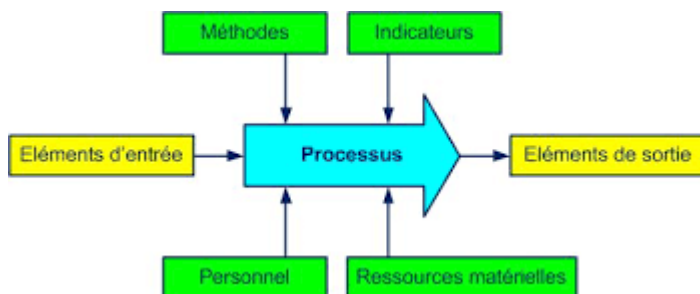 Méthodes
Indicateurs
Eléments d'entrée
Processus
Eléments de sortie
Personnel
Ressources matérielles